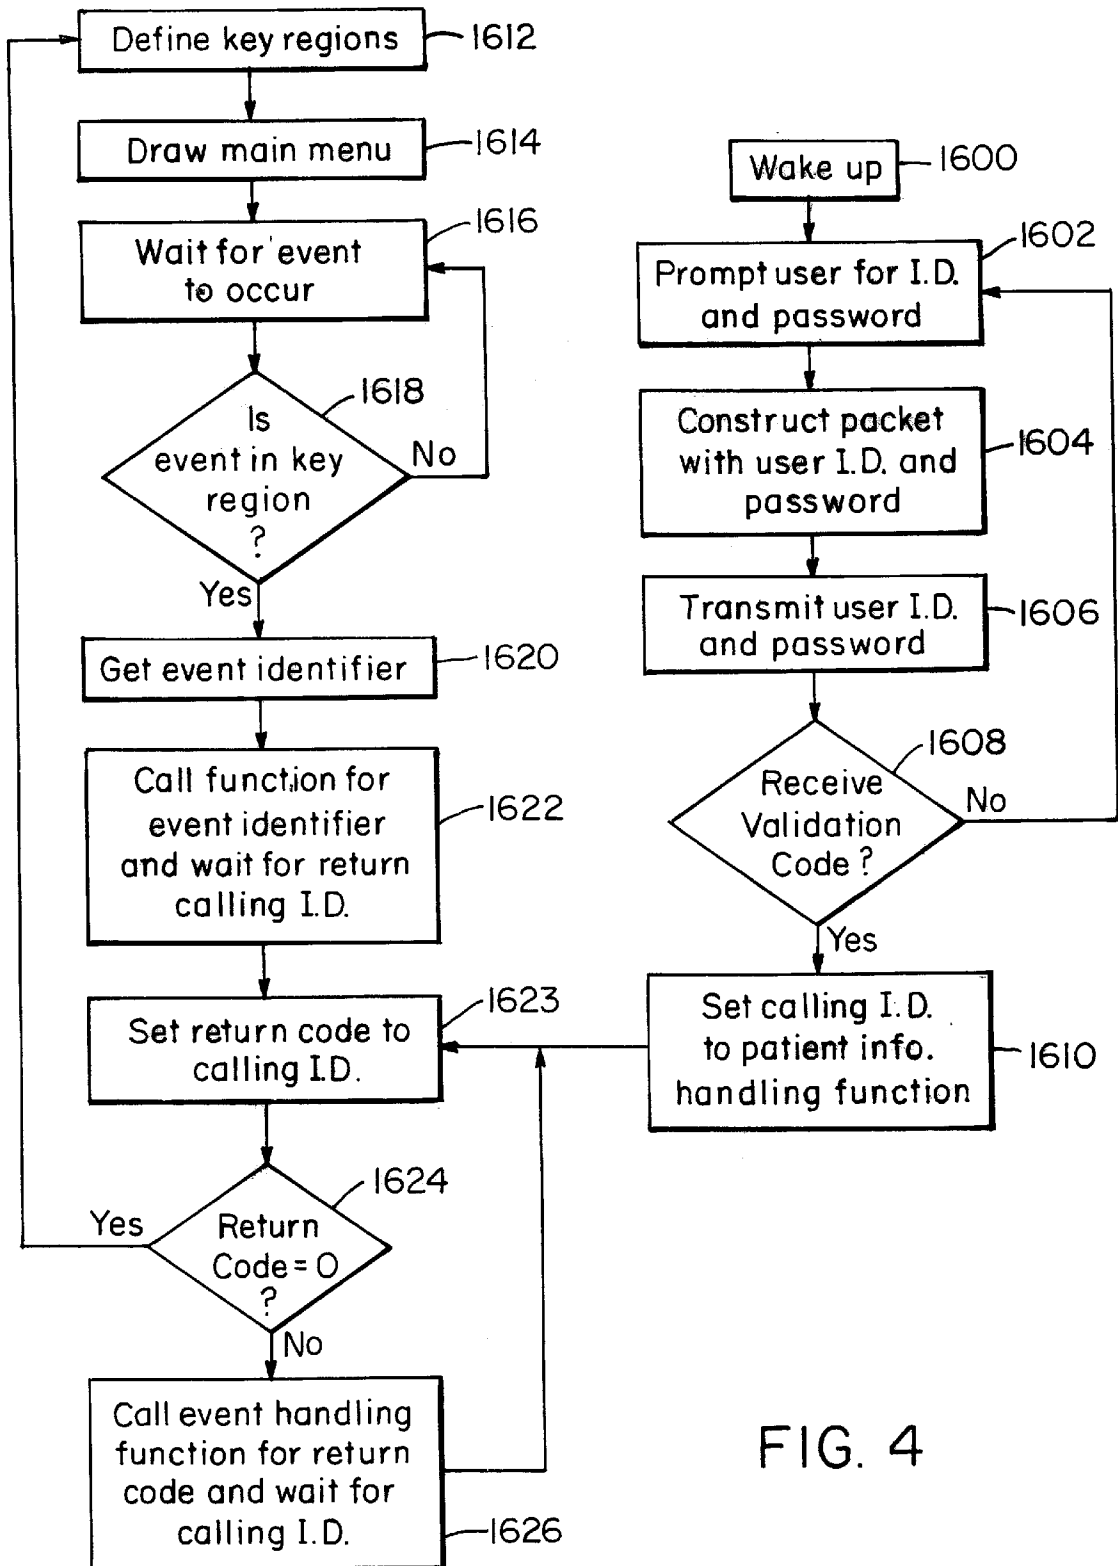 Define key regions
1612
Draw main menu
1614
Wait for event
to occur
1616
Is
event in key
region
?
1618
No
Yes
Get event identifier
1620
Call function for
event identifier
and wait for return
calling I.D.
1622
Set return code to
calling I.D.
1623
Return
Code = 0
?
1624
Yes
No
Call event handling
function for return
code and wait for
calling I.D.
1626
Wake up
1600
Prompt user for I.D.
and password
1602
Construct packet
with user I.D. and
password
1604
Transmit user I.D.
and password
1606
Receive
Validation
Code ?
1608
No
Yes
Set calling I.D.
to patient info.
handling function
1610
FIG. 4